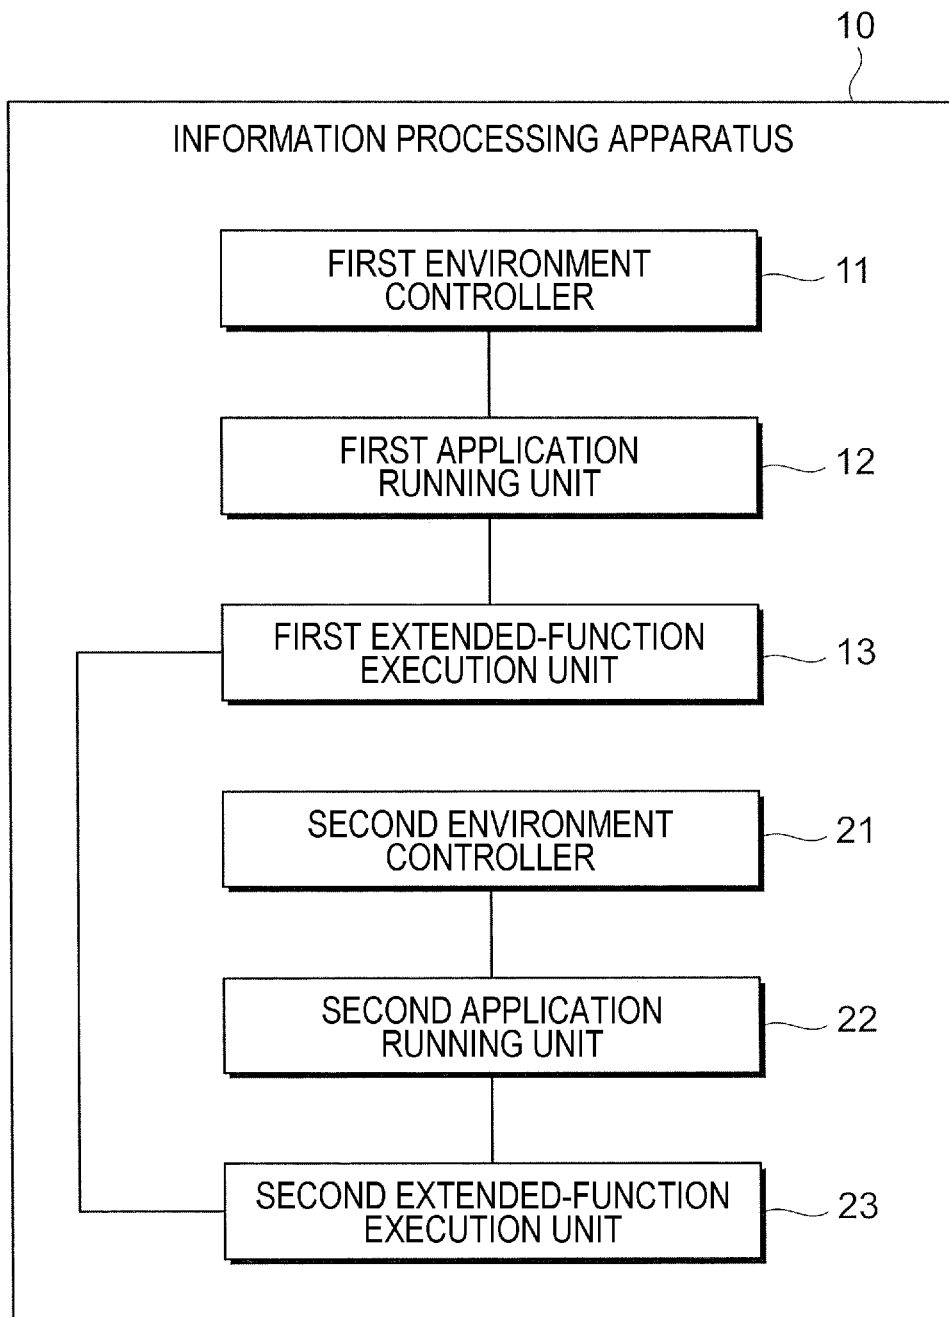 10
INFORMATION PROCESSING APPARATUS
FIRST ENVIRONMENT
CONTROLLER
11
FIRST APPLICATION
RUNNING UNIT
12
FIRST EXTENDED-FUNCTION
EXECUTION UNIT
13
SECOND ENVIRONMENT
CONTROLLER
21
SECOND APPLICATION
RUNNING UNIT
22
SECOND EXTENDED-FUNCTION
EXECUTION UNIT
23